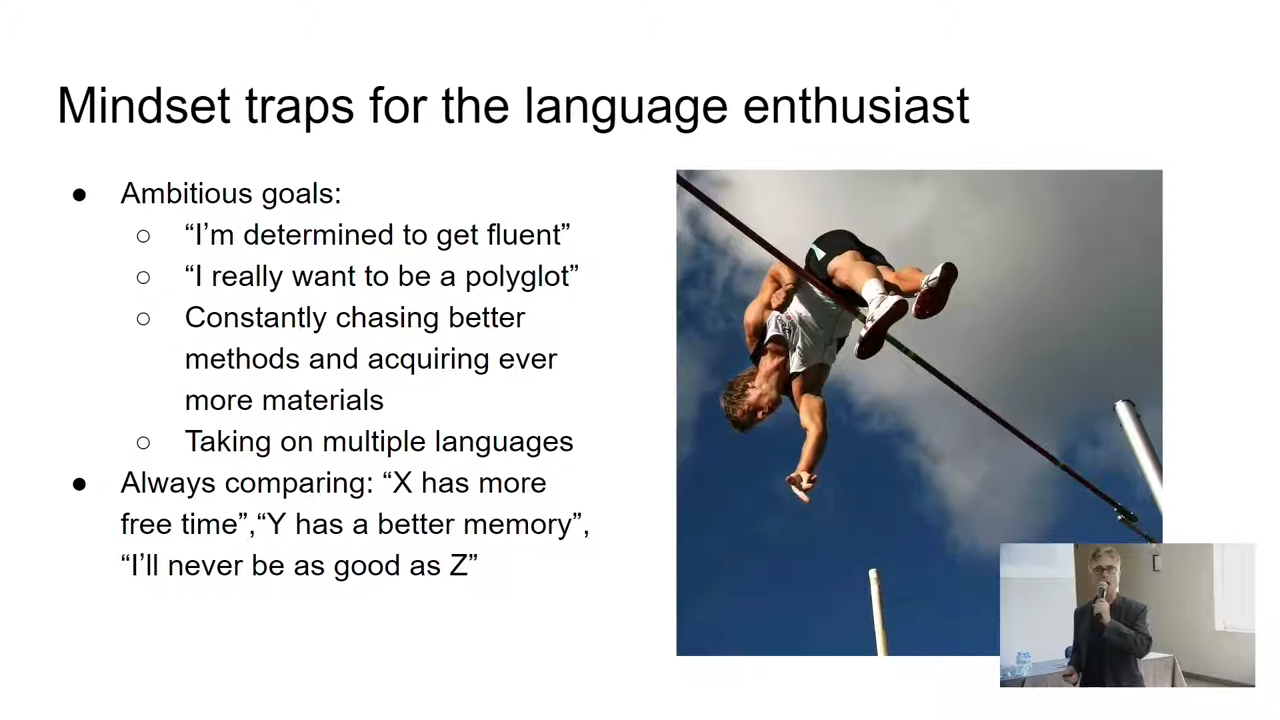 Mindset traps for the language enthusiast
● Ambitious goals:
○ “I’m determined to get fluent”
○ “I really want to be a polyglot”
○ Constantly chasing better
methods and acquiring ever
more materials
○ Taking on multiple languages
● Always comparing: “X has more
free time”,“Y has a better memory”,
“I’ll never be as good as Z”